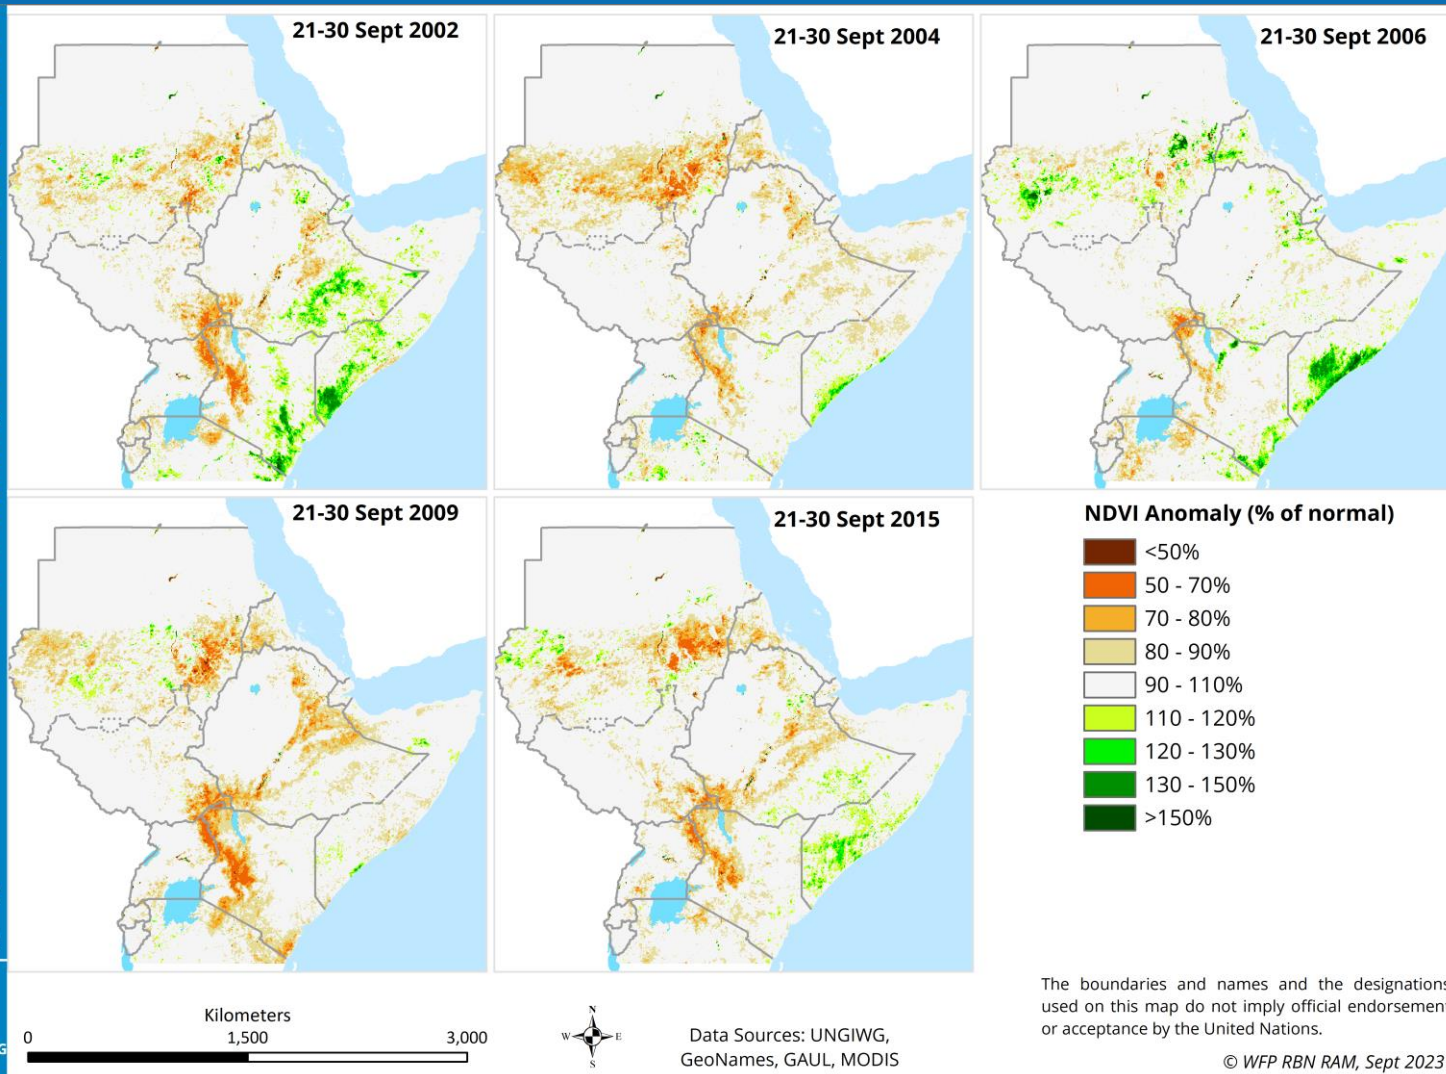 21-30 Sept 2002
21-30 Sept 2004
21-30 Sept 2006
21-30 Sept 2009
21-30 Sept 2015
NDVI Anomaly (% of normal)
<50%
50 - 70%
70 - 80%
80 - 90%
90 - 110%
110 - 120%
120 - 130%
130 - 150%
>150%
Kilometers
0 1,500 3,000
N
W E
S
Data Sources: UNGIWG,
GeoNames, GAUL, MODIS
The boundaries and names and the designations
used on this map do not imply official endorsement
or acceptance by the United Nations.
© WFP RBN RAM, Sept 2023
G